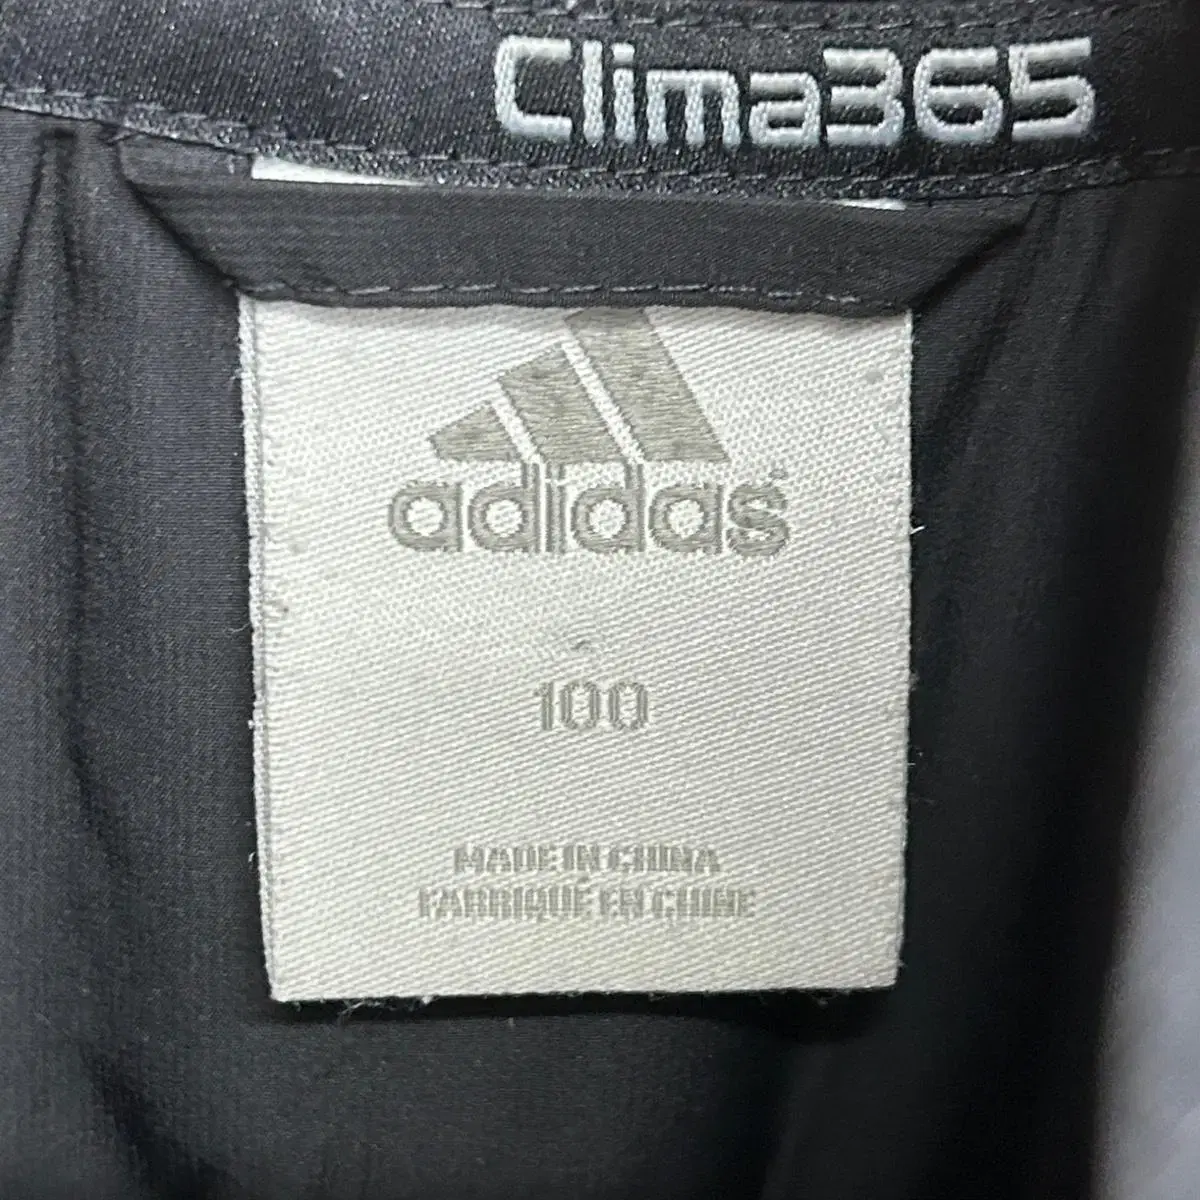 Clima365
adidas
100
MADE IN CHINA
FABRIQUÉ EN CHINE